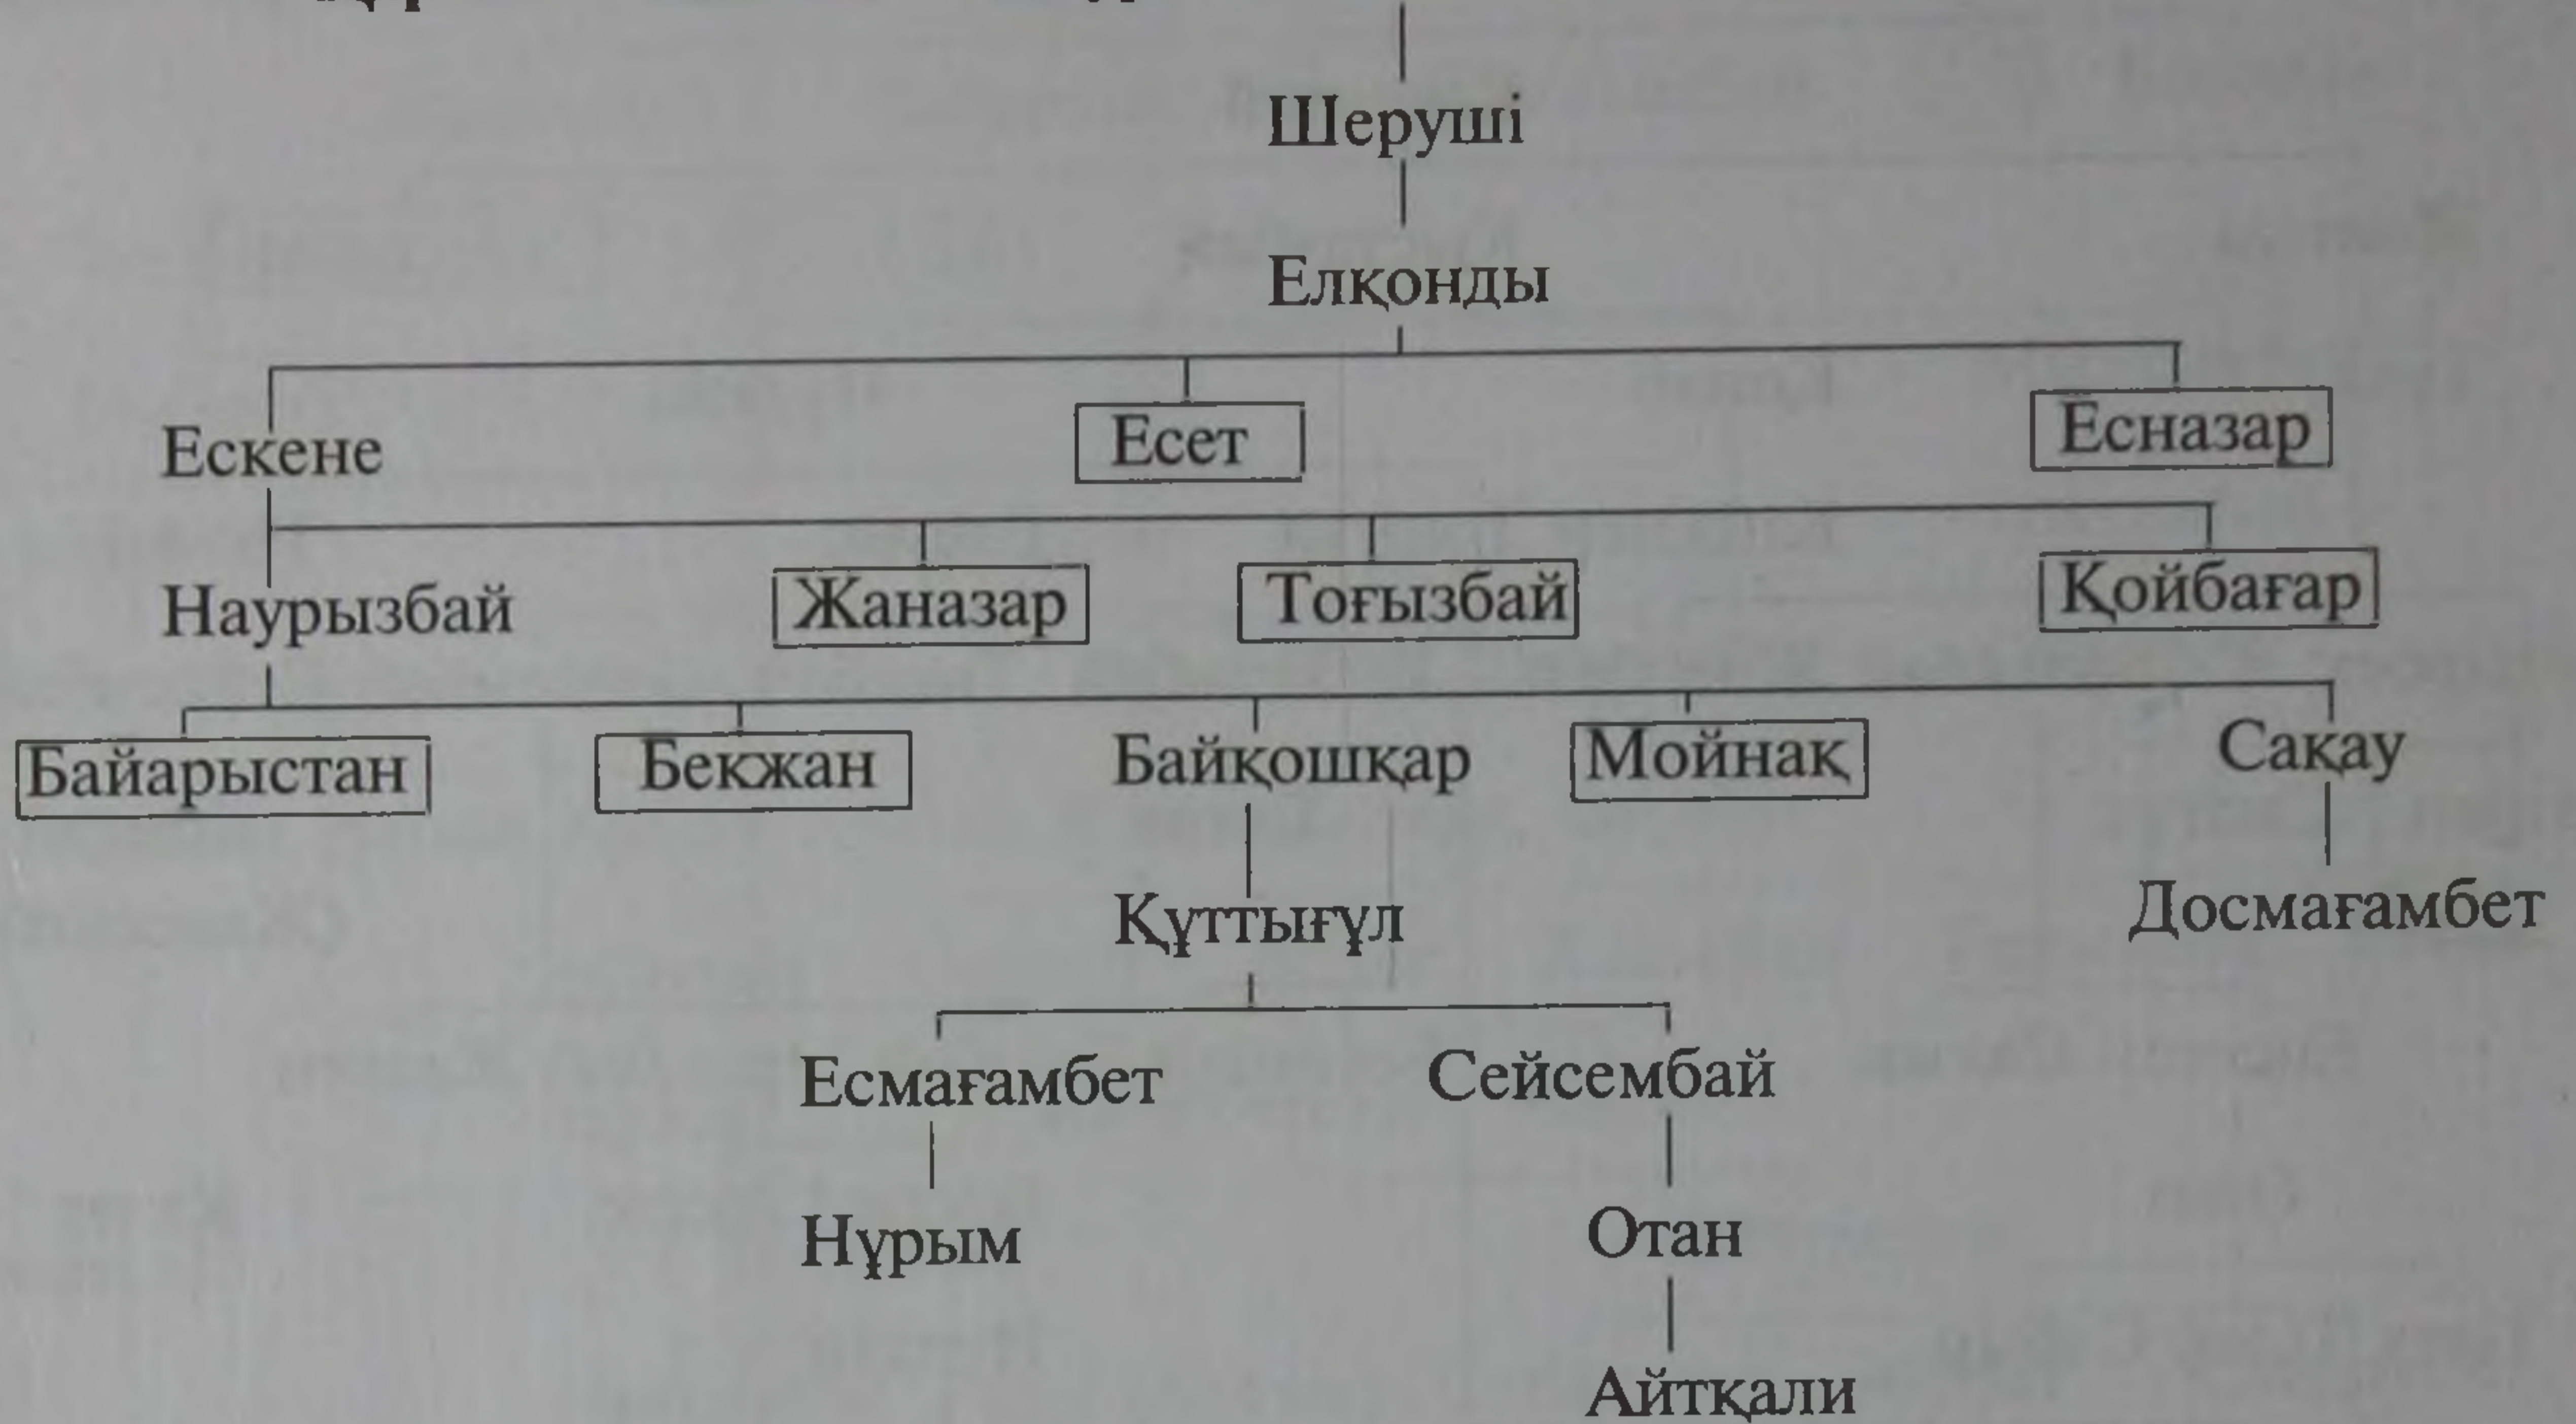 Шеруші
Елқонды
Ескене Есет Есназар
Наурызбай Жаназар Тоғызбай Қойбағар
Байарыстан Бекжан Байқошқар Мойнақ Сақау
Құттығұл Досмағамбет
Есмағамбет Сейсембай
Нұрым Отан
Айтқали